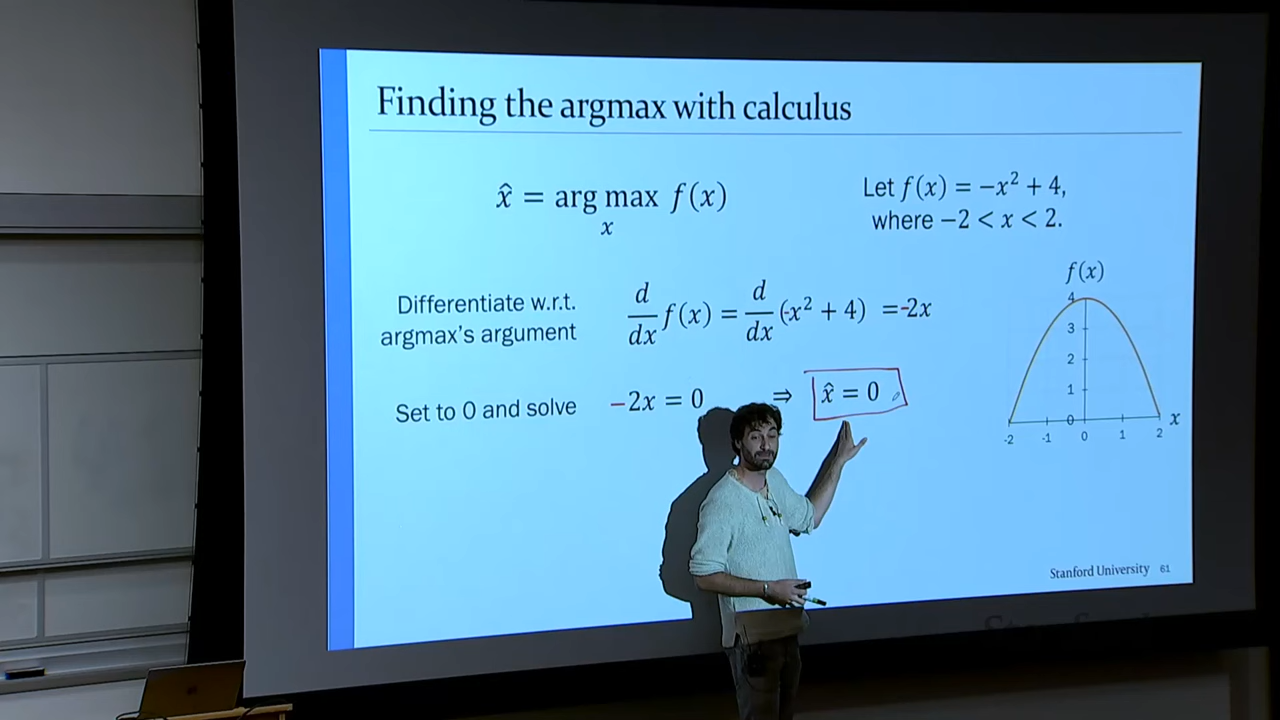 Finding the argmax with calculus
x̂ = arg max f(x)
x
Let f(x) = −x² + 4,
where −2 < x < 2.
Differentiate w.r.t.
argmax's argument
d/dx f(x) = d/dx (-x² + 4) =-2x
Set to 0 and solve
−2x = 0 ⇒ x̂ = 0
f(x)
4
3
2
1
0
x
-2 -1 0 1 2
Stanford University 61